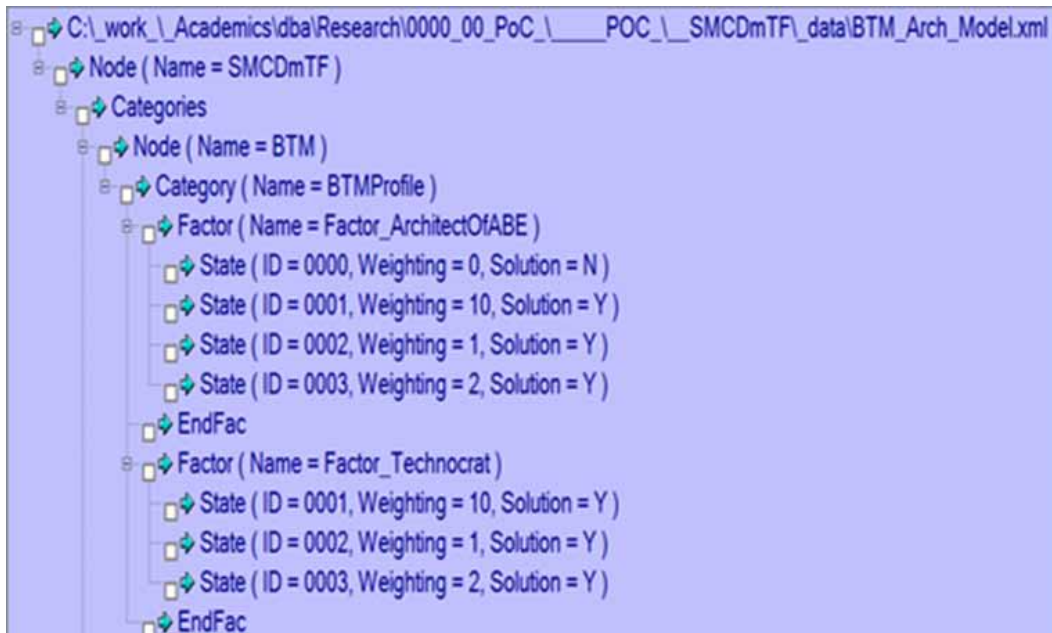 C:\_work_\_Academics\dba\Research\0000_00_PoC_\_____POC_\__SMCDmTF\_data\BTM_Arch_Model.xml
Node ( Name = SMCDmTF )
Categories
Node ( Name = BTM )
Category ( Name = BTMProfile )
Factor ( Name = Factor_ArchitectOfABE )
State ( ID = 0000, Weighting = 0, Solution = N )
State ( ID = 0001, Weighting = 10, Solution = Y )
State ( ID = 0002, Weighting = 1, Solution = Y )
State ( ID = 0003, Weighting = 2, Solution = Y )
EndFac
Factor ( Name = Factor_Technocrat )
State ( ID = 0001, Weighting = 10, Solution = Y )
State ( ID = 0002, Weighting = 1, Solution = Y )
State ( ID = 0003, Weighting = 2, Solution = Y )
EndFac